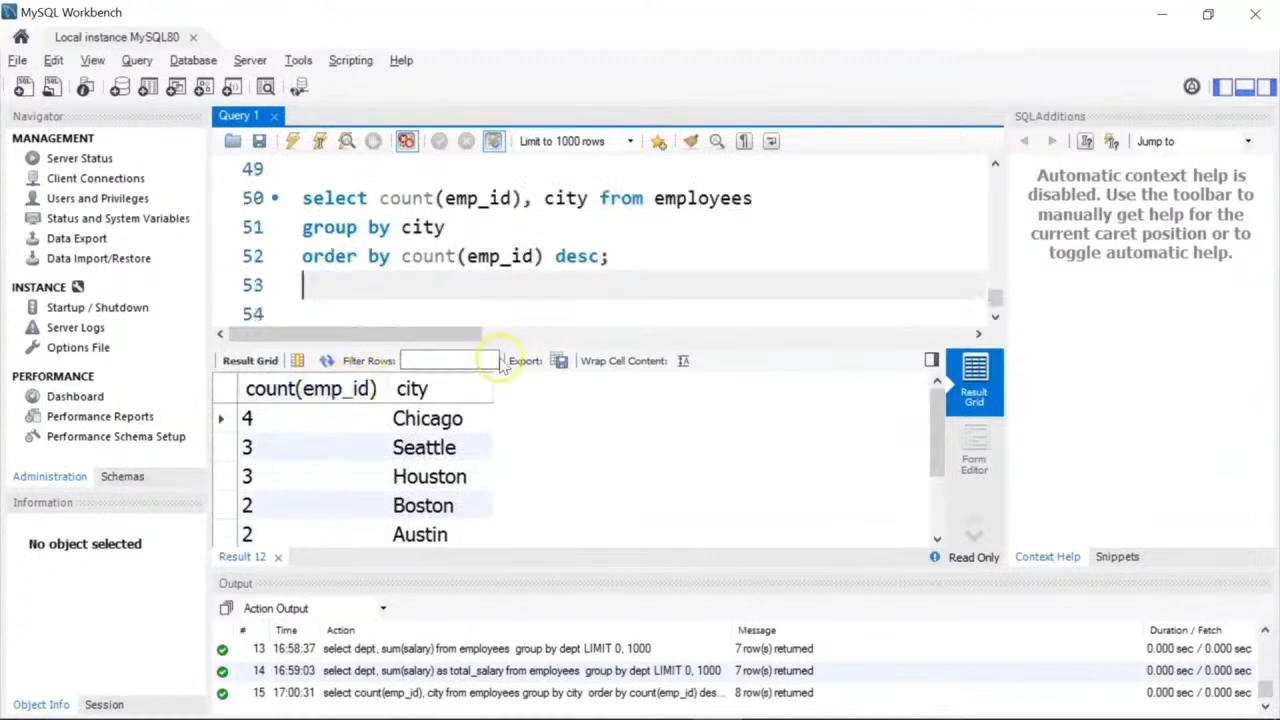 MySQL Workbench
Local instance MySQL80
File Edit View Query Database Server Tools Scripting Help
Navigator
MANAGEMENT
Server Status
Client Connections
Users and Privileges
Status and System Variables
Data Export
Data Import/Restore
INSTANCE
Startup / Shutdown
Server Logs
Options File
PERFORMANCE
Dashboard
Performance Reports
Performance Schema Setup
Administration Schemas
Information
No object selected
Object Info Session
Query 1
Limit to 1000 rows
49
50 select count(emp_id), city from employees
51 group by city
52 order by count(emp_id) desc;
53
54
Result Grid Filter Rows: Export: Wrap Cell Content:
count(emp_id) city
4 Chicago
3 Seattle
3 Houston
2 Boston
2 Austin
Result Grid
Form Editor
Result 12
Read Only
Output
Action Output
# Time Action Message Duration / Fetch
13 16:58:37 select dept, sum(salary) from employees group by dept LIMIT 0, 1000 7 row(s) returned 0.000 sec / 0.000 sec
14 16:59:03 select dept, sum(salary) as total_salary from employees group by dept LIMIT 0, 1000 7 row(s) returned 0.000 sec / 0.000 sec
15 17:00:31 select count(emp_id), city from employees group by city order by count(emp_id) des... 8 row(s) returned 0.000 sec / 0.000 sec
SQLAdditions
Jump to
Automatic context help is
disabled. Use the toolbar to
manually get help for the
current caret position or to
toggle automatic help.
Context Help Snippets